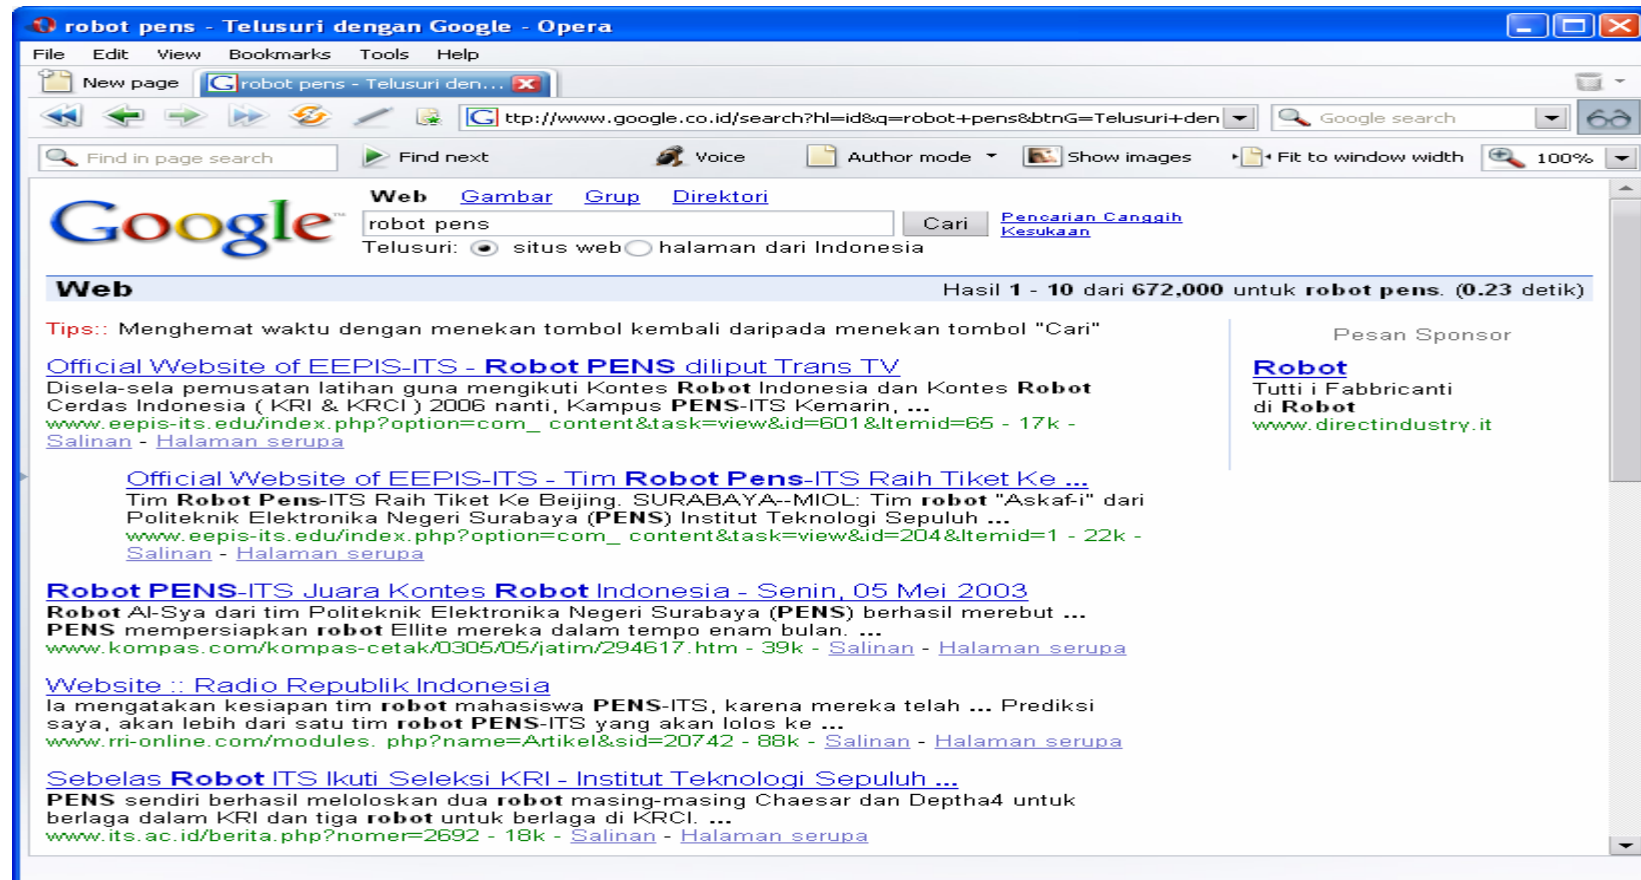 robot pens - Telusuri dengan Google - Opera
File Edit View Bookmarks Tools Help
New page robot pens - Telusuri den...
ttp://www.google.co.id/search?hl=id&q=robot+pens&btnG=Telusuri+den Google search
Find in page search Find next Voice Author mode Show images Fit to window width 100%
Web Gambar Grup Direktori
Google™ robot pens Cari Pencarian Canggih
Kesukaan
Telusuri: situs web halaman dari Indonesia
Web Hasil 1 - 10 dari 672,000 untuk robot pens. (0.23 detik)
Tips:: Menghemat waktu dengan menekan tombol kembali daripada menekan tombol "Cari"
Official Website of EEPIS-ITS - Robot PENS diliput Trans TV
Disela-sela pemusatan latihan guna mengikuti Kontes Robot Indonesia dan Kontes Robot
Cerdas Indonesia ( KRI & KRCI ) 2006 nanti, Kampus PENS-ITS Kemarin, ...
www.eepis-its.edu/index.php?option=com_ content&task=view&id=601&Itemid=65 - 17k -
Salinan - Halaman serupa
Official Website of EEPIS-ITS - Tim Robot Pens-ITS Raih Tiket Ke ...
Tim Robot Pens-ITS Raih Tiket Ke Beijing. SURABAYA--MIOL: Tim robot "Askaf-i" dari
Politeknik Elektronika Negeri Surabaya (PENS) Institut Teknologi Sepuluh ...
www.eepis-its.edu/index.php?option=com_ content&task=view&id=204&Itemid=1 - 22k -
Salinan - Halaman serupa
Robot PENS-ITS Juara Kontes Robot Indonesia - Senin, 05 Mei 2003
Robot Al-Sya dari tim Politeknik Elektronika Negeri Surabaya (PENS) berhasil merebut ...
PENS mempersiapkan robot Ellite mereka dalam tempo enam bulan. ...
www.kompas.com/kompas-cetak/0305/05/jatim/294617.htm - 39k - Salinan - Halaman serupa
Website :: Radio Republik Indonesia
Ia mengatakan kesiapan tim robot mahasiswa PENS-ITS, karena mereka telah ... Prediksi
saya, akan lebih dari satu tim robot PENS-ITS yang akan lolos ke ...
www.rri-online.com/modules. php?name=Artikel&sid=20742 - 88k - Salinan - Halaman serupa
Sebelas Robot ITS Ikuti Seleksi KRI - Institut Teknologi Sepuluh ...
PENS sendiri berhasil meloloskan dua robot masing-masing Chaesar dan Deptha4 untuk
berlaga dalam KRI dan tiga robot untuk berlaga di KRCI. ...
www.its.ac.id/berita.php?nomer=2692 - 18k - Salinan - Halaman serupa
Pesan Sponsor
Robot
Tutti i Fabbricanti
di Robot
www.directindustry.it